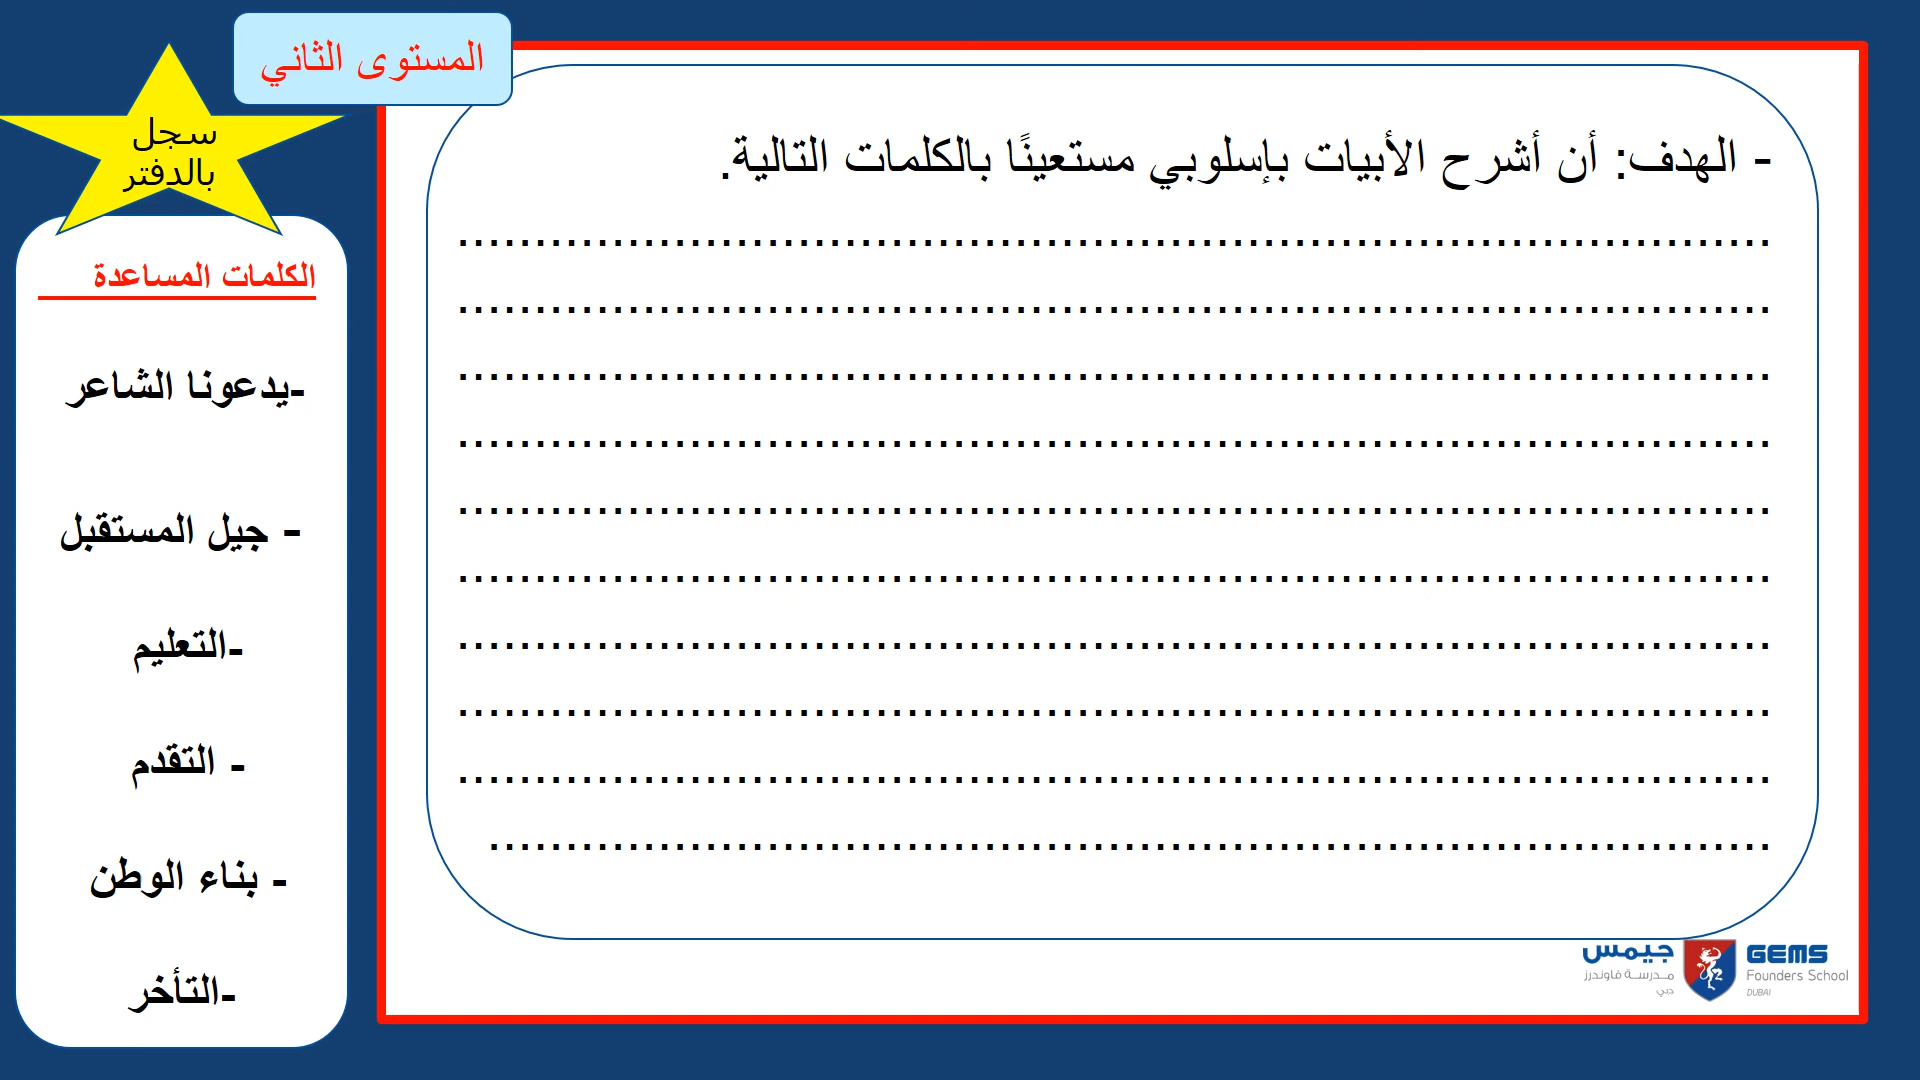 المستوى الثاني
سجل
بالدفتر
- الهدف: أن أشرح الأبيات بإسلوبي مستعينًا بالكلمات التالية.
..........................................................................................
..........................................................................................
..........................................................................................
..........................................................................................
..........................................................................................
..........................................................................................
..........................................................................................
..........................................................................................
..........................................................................................
........................................................................................
الكلمات المساعدة
-يدعونا الشاعر
- جيل المستقبل
-التعليم
- التقدم
- بناء الوطن
-التأخر
جيمس
مدرسة فاوندرز
دبي
GEMS
Founders School
DUBAI